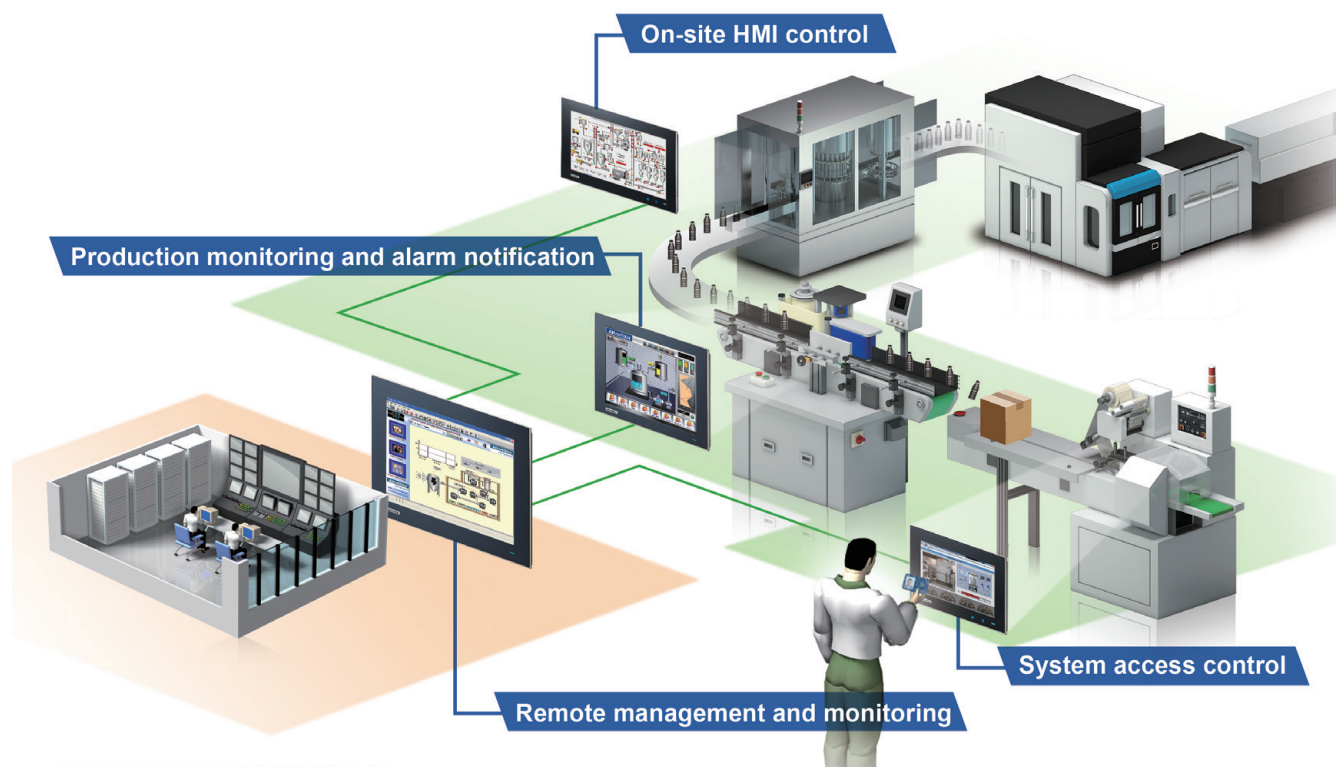 On-site HMI control
Production monitoring and alarm notification
System access control
Remote management and monitoring